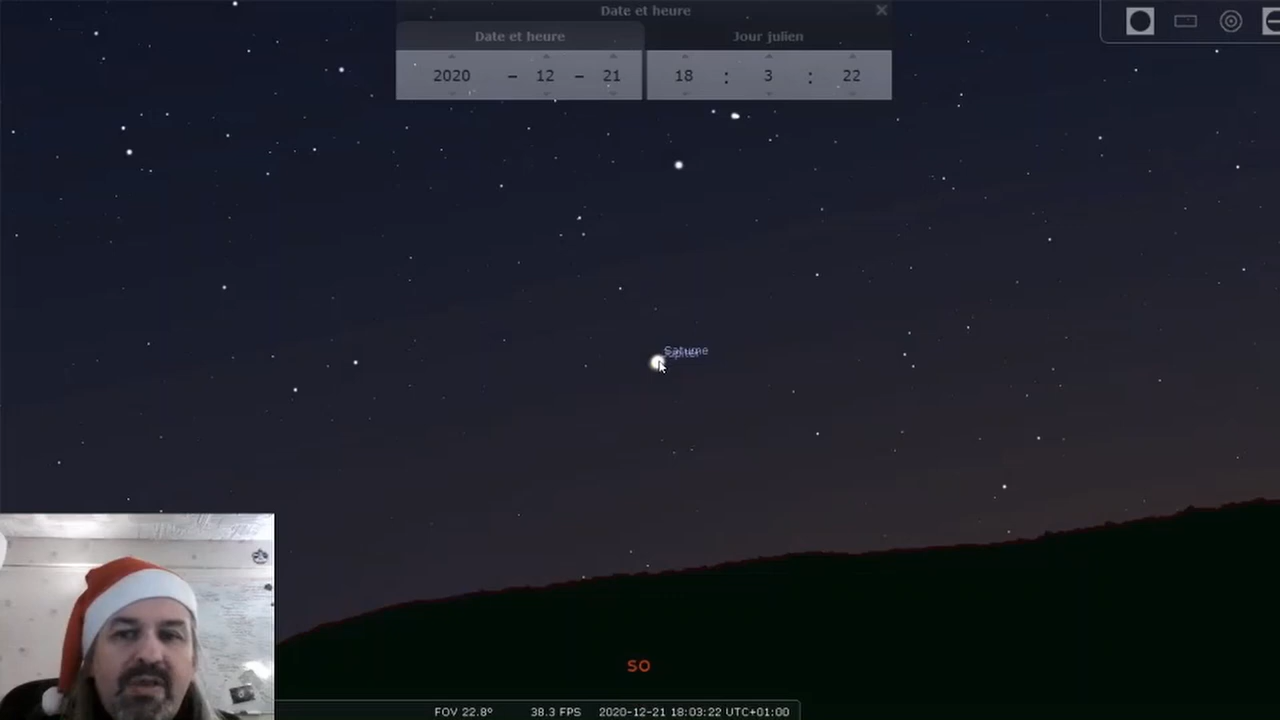 Date et heure
Date et heure
Jour julien
2020 - 12 - 21
18 : 3 : 22
Saturne
Jupiter
SO
FOV 22.8°
38.3 FPS
2020-12-21 18:03:22 UTC+01:00